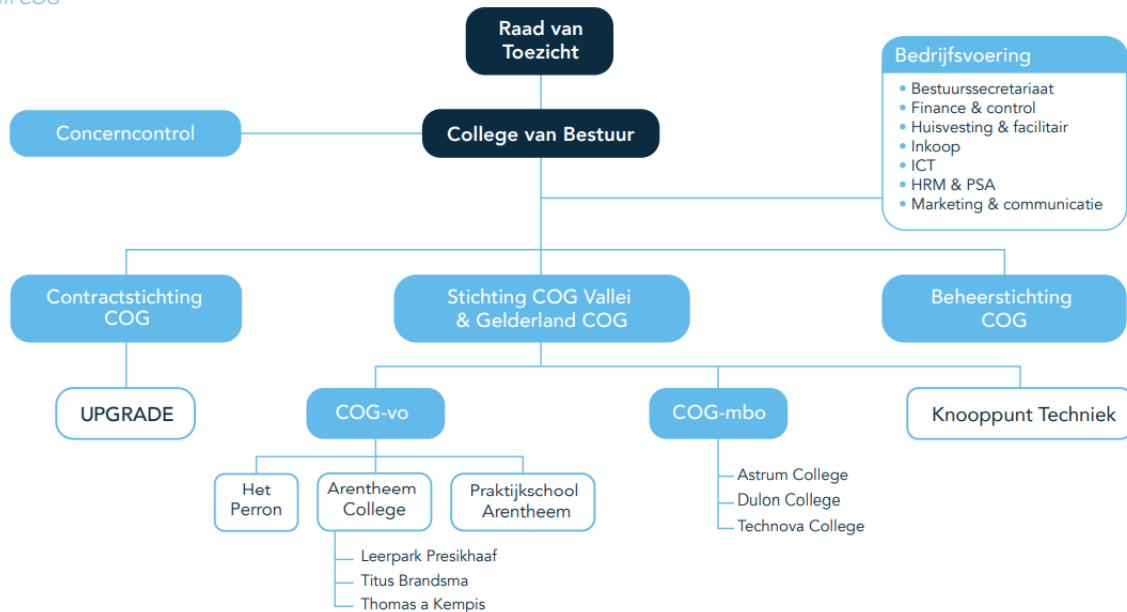 COG
Raad van
Toezicht
Bedrijfsvoering
• Bestuurssecretariaat
• Finance & control
• Huisvesting & facilitair
• Inkoop
• ICT
• HRM & PSA
• Marketing & communicatie
Concerncontrol
College van Bestuur
Contractstichting
COG
Stichting COG Vallei
& Gelderland COG
Beheerstichting
COG
UPGRADE
COG-vo
COG-mbo
Knooppunt Techniek
Het
Perron
Arentheem
College
Praktijkschool
Arentheem
Astrum College
Dulon College
Technova College
Leerpark Presikhaaf
Titus Brandsma
Thomas a Kempis